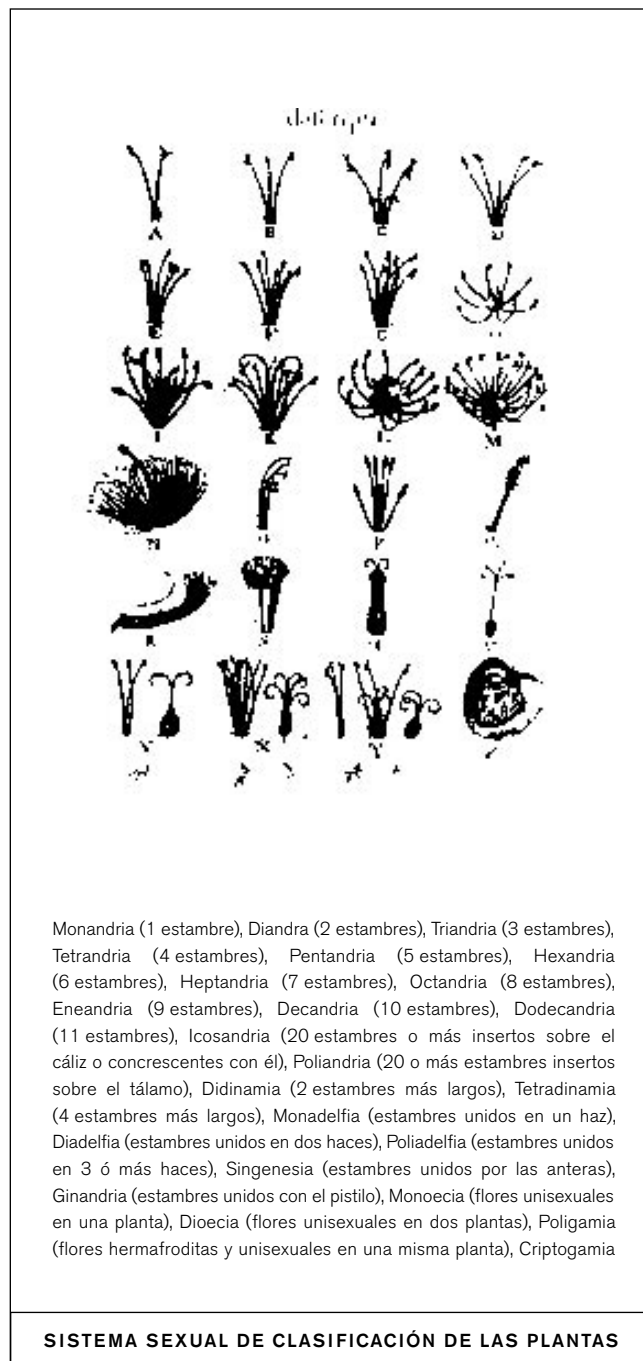 A B C D
E F G
I K L M
N P
R S
X Y
Monandria (1 estambre), Diandra (2 estambres), Triandria (3 estambres),
Tetrandria (4 estambres), Pentandria (5 estambres), Hexandria
(6 estambres), Heptandria (7 estambres), Octandria (8 estambres),
Eneandria (9 estambres), Decandria (10 estambres), Dodecandria
(11 estambres), Icosandria (20 estambres o más insertos sobre el
cáliz o concrescentes con él), Poliandria (20 o más estambres insertos
sobre el tálamo), Didinamia (2 estambres más largos), Tetradinamia
(4 estambres más largos), Monadelfia (estambres unidos en un haz),
Diadelfia (estambres unidos en dos haces), Poliadelfia (estambres unidos
en 3 ó más haces), Singenesia (estambres unidos por las anteras),
Ginandria (estambres unidos con el pistilo), Monoecia (flores unisexuales
en una planta), Dioecia (flores unisexuales en dos plantas), Poligamia
(flores hermafroditas y unisexuales en una misma planta), Criptogamia
SISTEMA SEXUAL DE CLASIFICACIÓN DE LAS PLANTAS